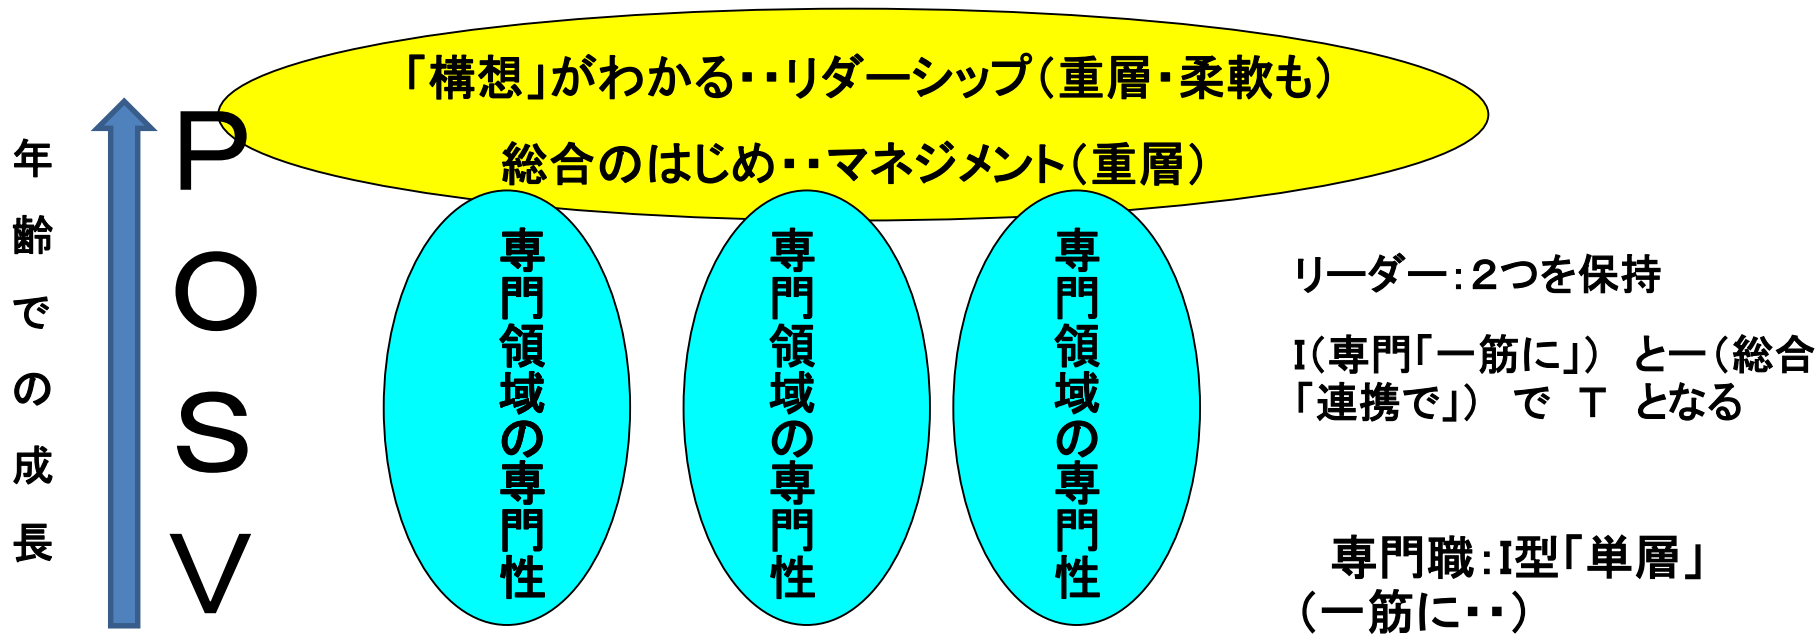 「構想」がわかる・・リダーシップ(重層・柔軟も)
総合のはじめ・・マネジメント(重層)
年齢での成長
P
O
S
V
専門領域の専門性
専門領域の専門性
専門領域の専門性
リーダー:2つを保持
I(専門「一筋に」) と一(総合
「連携で」) で T となる
専門職:I型「単層」
(一筋に・・)